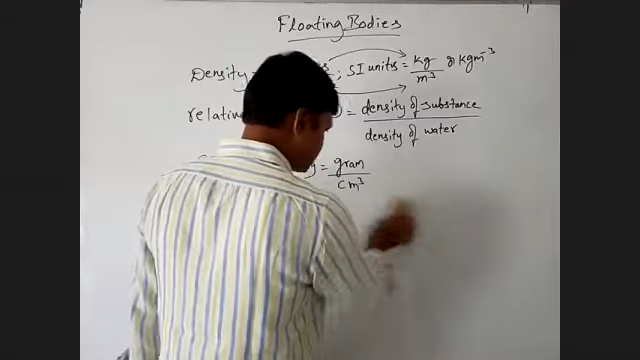 Floating Bodies
Density ; SI units = kg/m³ or kgm⁻³
relative ) = density of substance / density of water
= gram / cm³